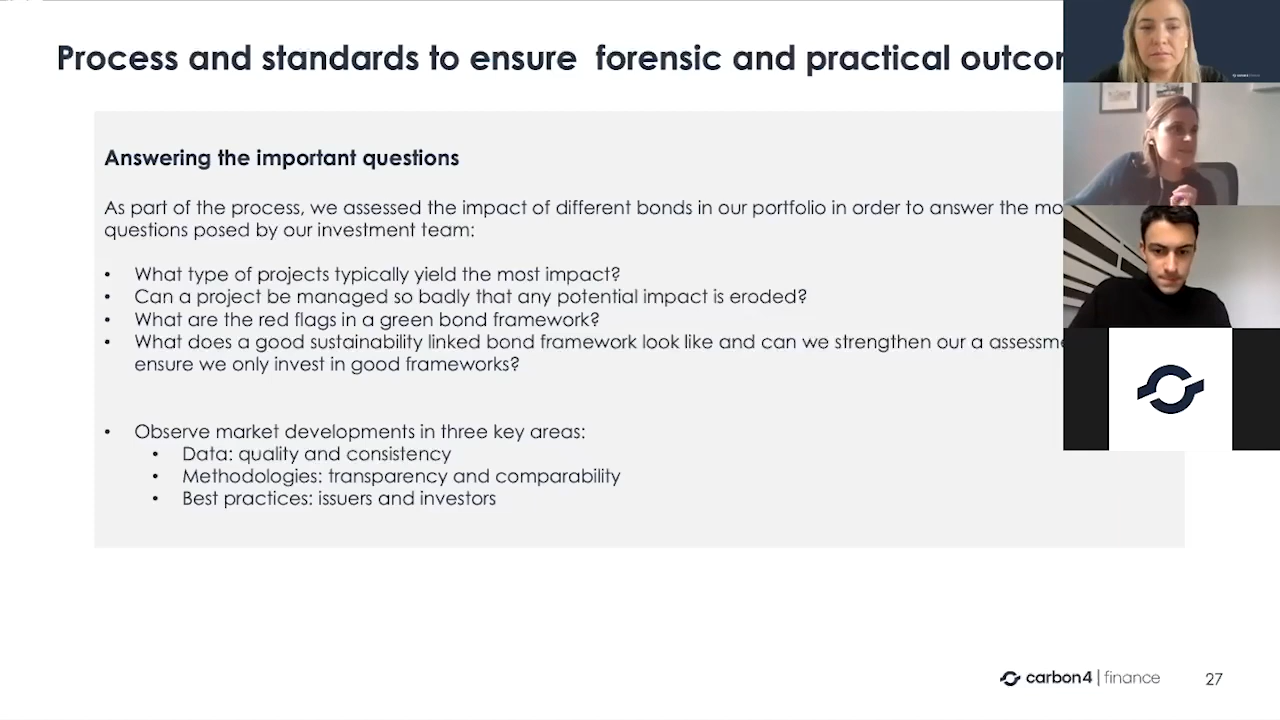 Process and standards to ensure forensic and practical
Answering the important questions
As part of the process, we assessed the impact of different bonds in our portfolio in order to answer the
questions posed by our investment team:
• What type of projects typically yield the most impact?
• Can a project be managed so badly that any potential impact is eroded?
• What are the red flags in a green bond framework?
• What does a good sustainability linked bond framework look like and can we strengthen our a
ensure we only invest in good frameworks?
• Observe market developments in three key areas:
• Data: quality and consistency
• Methodologies: transparency and comparability
• Best practices: issuers and investors
carbon4 | finance
27